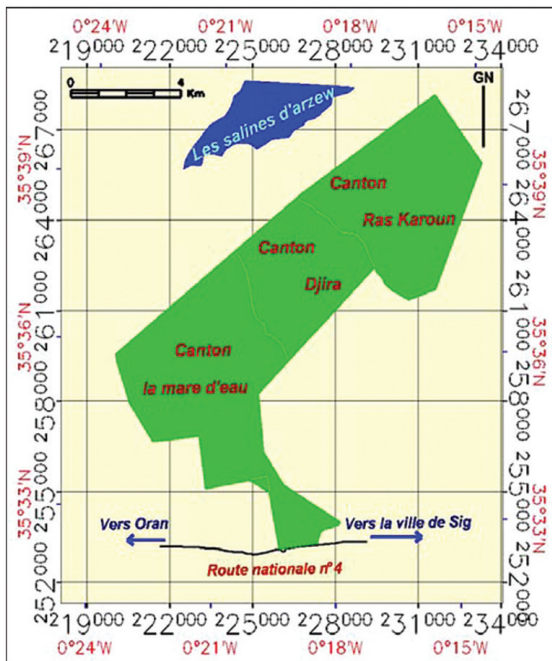 0°24'W 0°21'W 0°18'W 0°15'W
219000 222000 225000 228000 231000 234000
0 4
Km
GN
Les salines d'arzew
267000 267000
35°39'N 35°39'N
Canton
Ras Karoun
264000 264000
Canton
Djira
261000 261000
35°36'N 35°36'N
Canton
la mare d'eau
258000 258000
255000 255000
35°33'N 35°33'N
Vers Oran
Vers la ville de Sig
Route nationale n°4
252000 252000
219000 222000 225000 228000 231000 234000
0°24'W 0°21'W 0°18'W 0°15'W